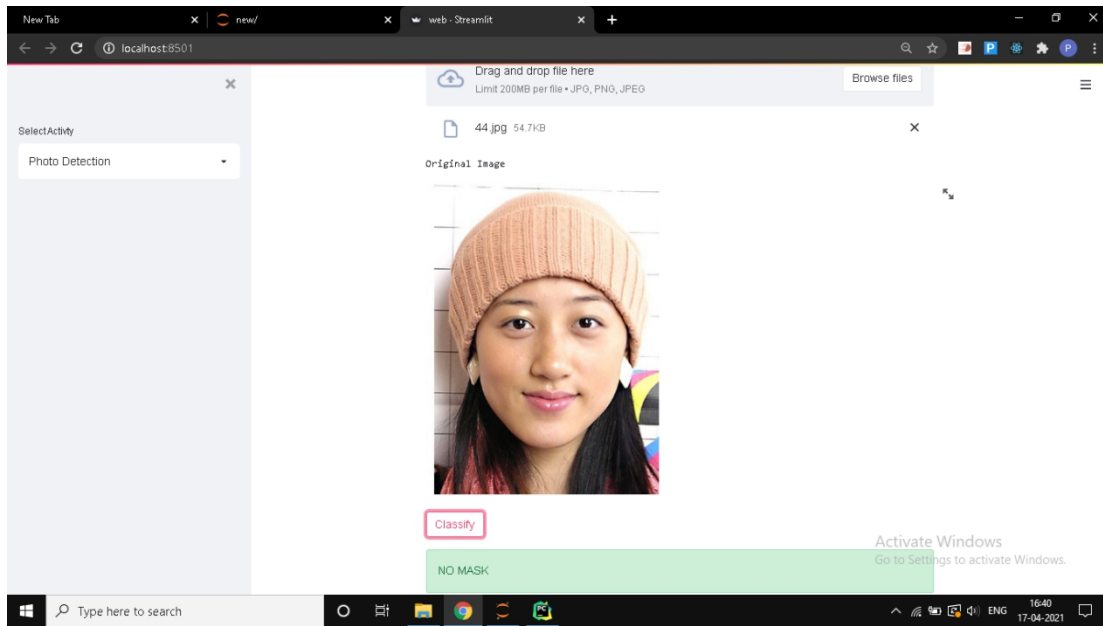 New Tab
new/
web · Streamlit
localhost:8501
Drag and drop file here
Limit 200MB per file • JPG, PNG, JPEG
Browse files
44.jpg 54.7KB
Select Activty
Photo Detection
Original Image
Classify
NO MASK
Activate Windows
Go to Settings to activate Windows.
Type here to search
ENG
16:40
17-04-2021